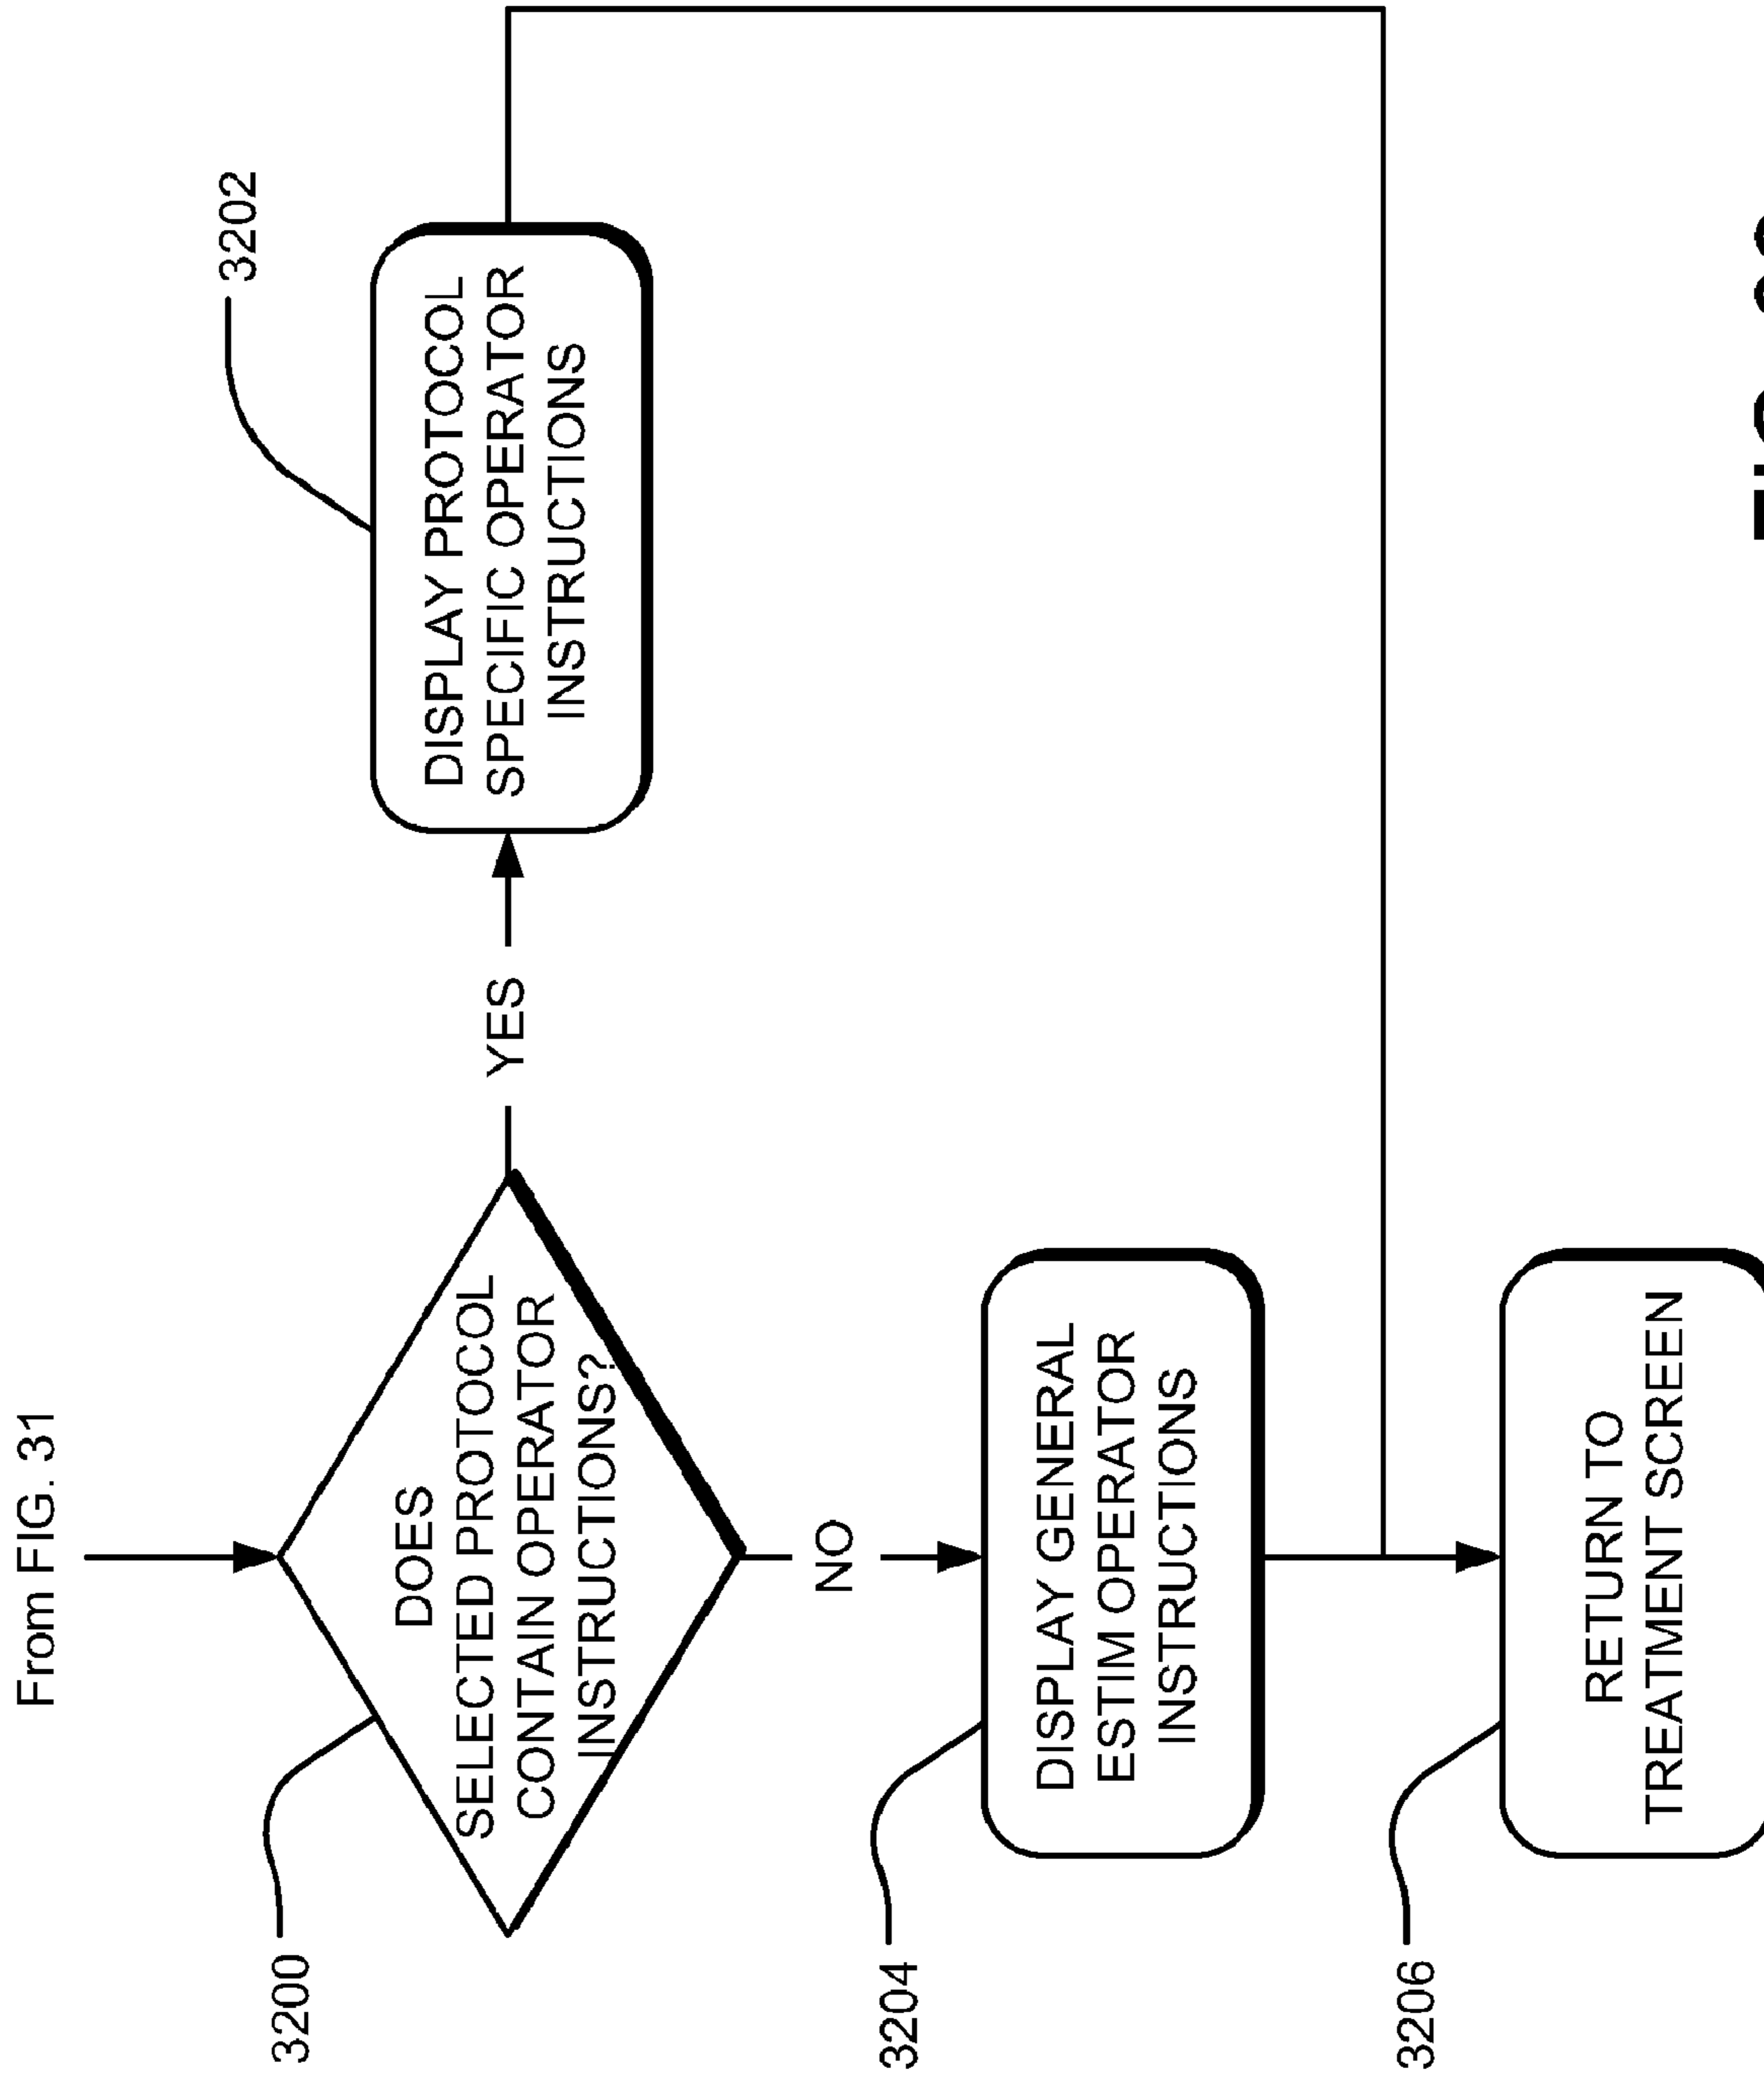 From FIG. 31
3200
DOES
SELECTED PROTOCOL
CONTAIN OPERATOR
INSTRUCTIONS?
YES
3202
DISPLAY PROTOCOL
SPECIFIC OPERATOR
INSTRUCTIONS
NO
3204
DISPLAY GENERAL
ESTIM OPERATOR
INSTRUCTIONS
3206
RETURN TO
TREATMENT SCREEN